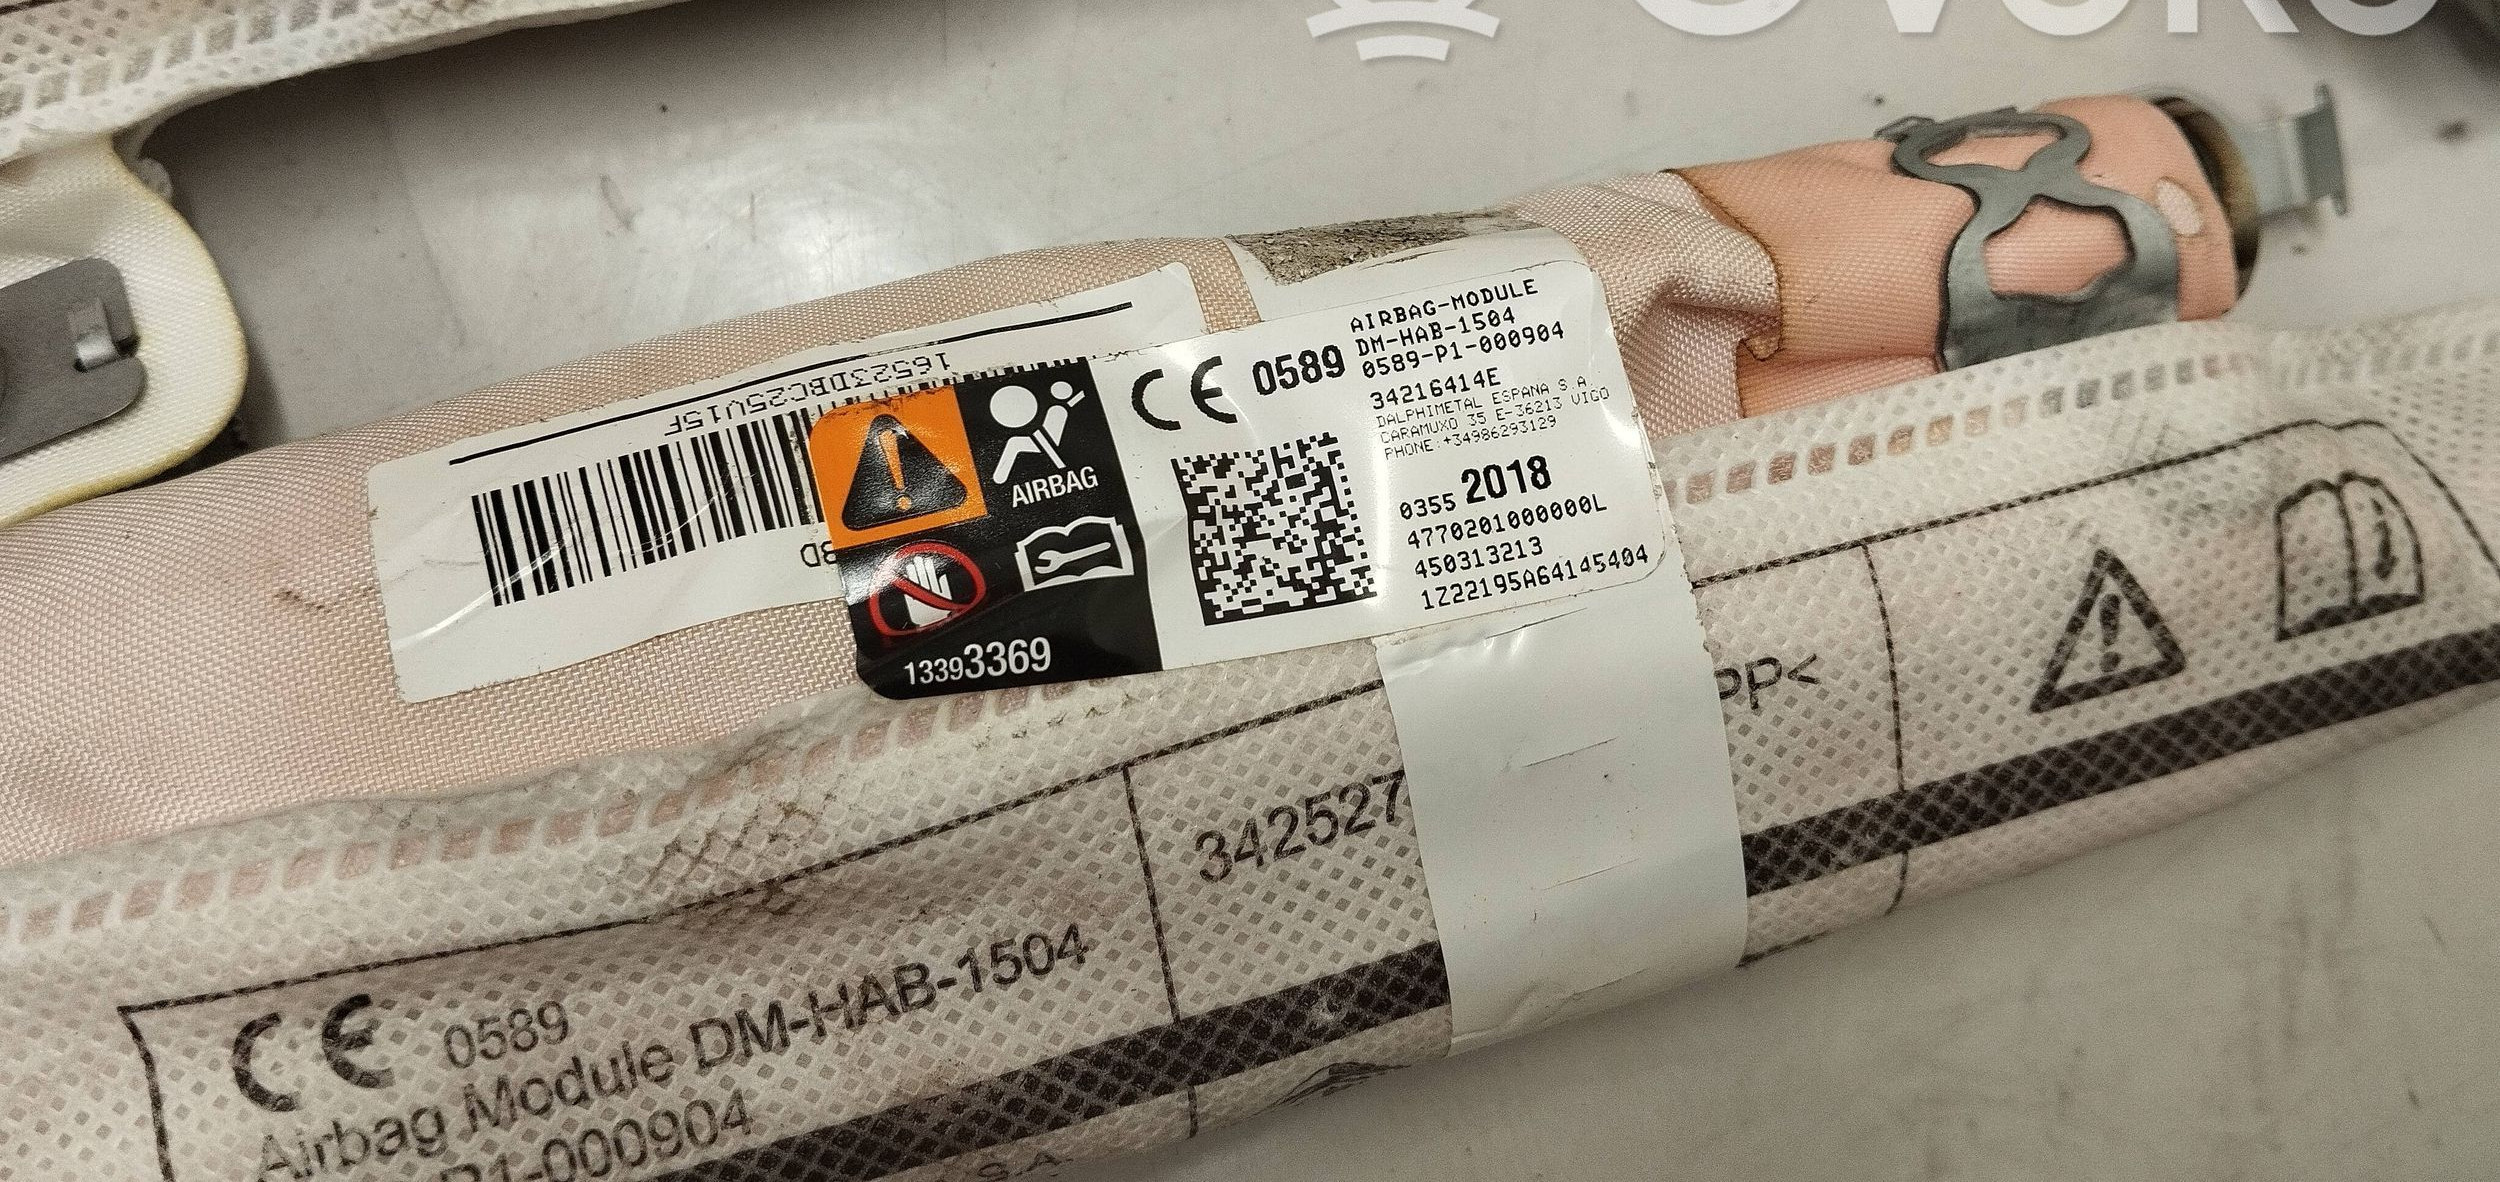 AIRBAG-MODULE
DM-HAB-1504
0589-P1-000904
CE 0589
34216414E
DALPHIMETAL ESPANA S.A.
CARAMUXO 35 E-36213 VIGO
PHONE:+34986293129
0355 2018
4770201000000L
450313213
1Z22195A64145404
AIRBAG
13393369
16523DBC25V15F
342527
PP<
CE 0589
Airbag Module DM-HAB-1504
P1-000904
S.A.